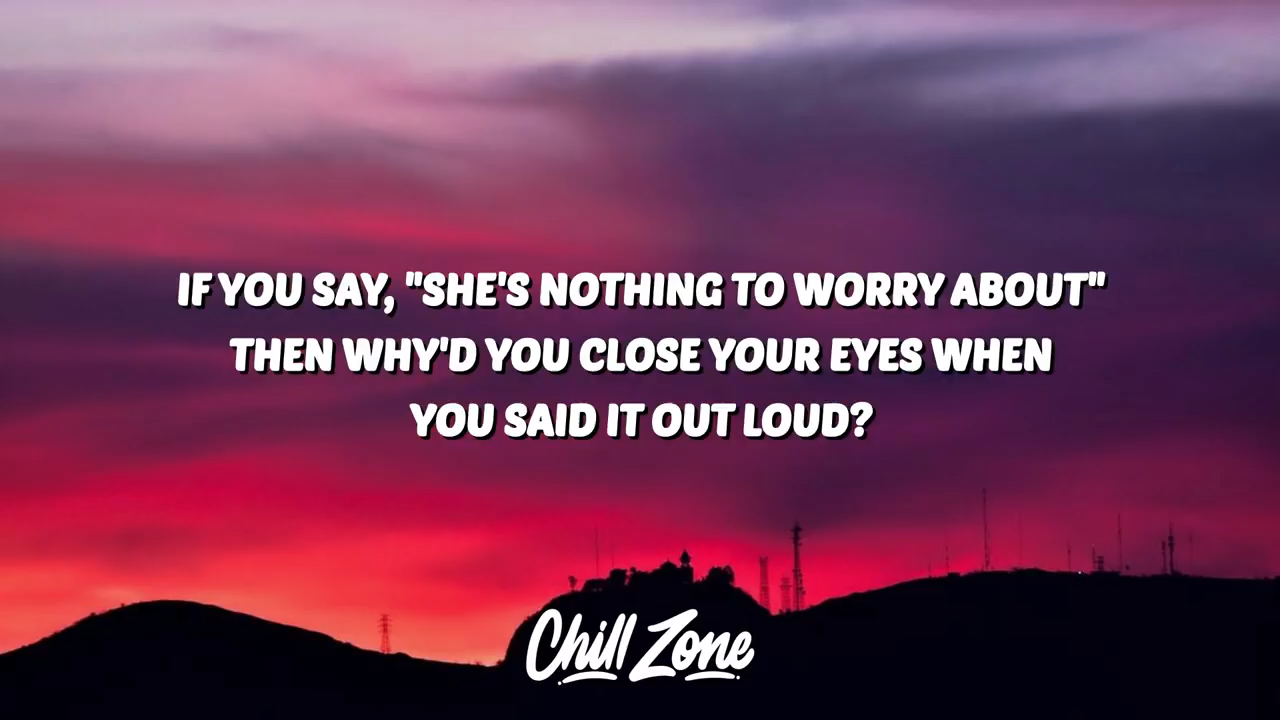 IF YOU SAY, "SHE'S NOTHING TO WORRY ABOUT"
THEN WHY'D YOU CLOSE YOUR EYES WHEN
YOU SAID IT OUT LOUD?
Chill Zone